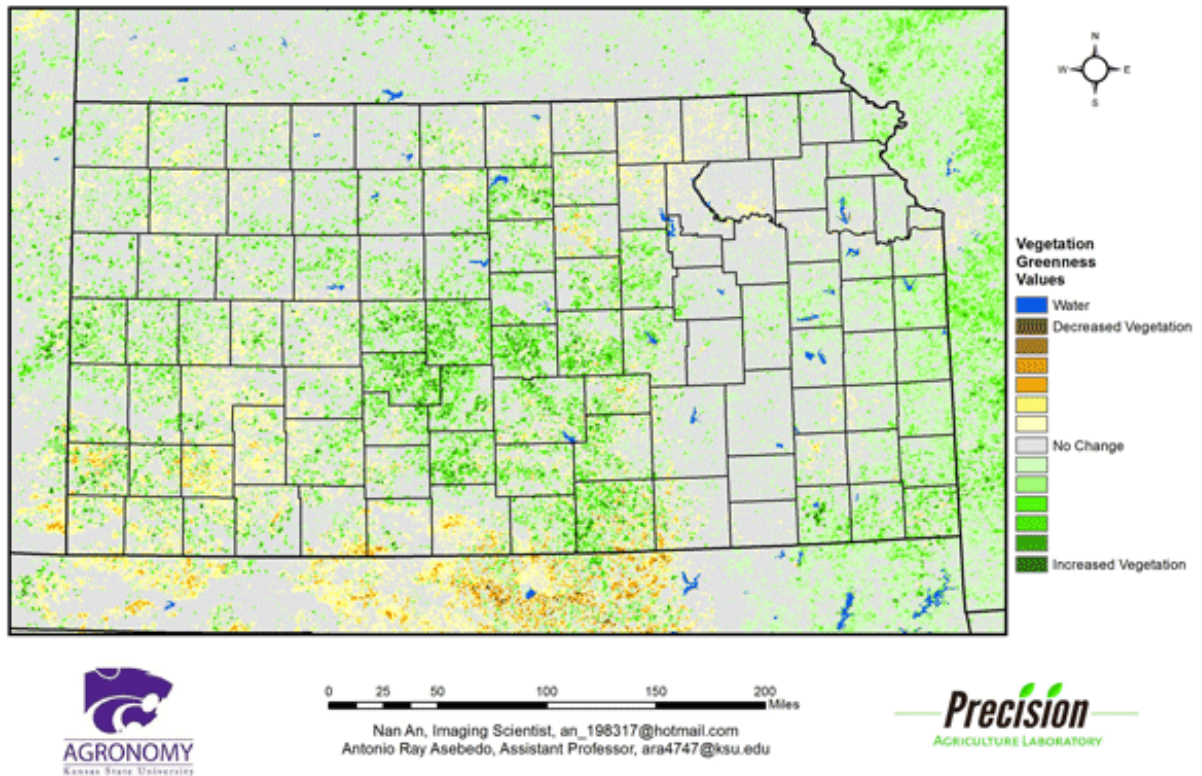 N
W E
S
Vegetation
Greenness
Values
Water
Decreased Vegetation
No Change
Increased Vegetation
0 25 50 100 150 200
Miles
Nan An, Imaging Scientist, an_198317@hotmail.com
Antonio Ray Asebedo, Assistant Professor, ara4747@ksu.edu
AGRONOMY
Kansas State University
Precision
AGRICULTURE LABORATORY